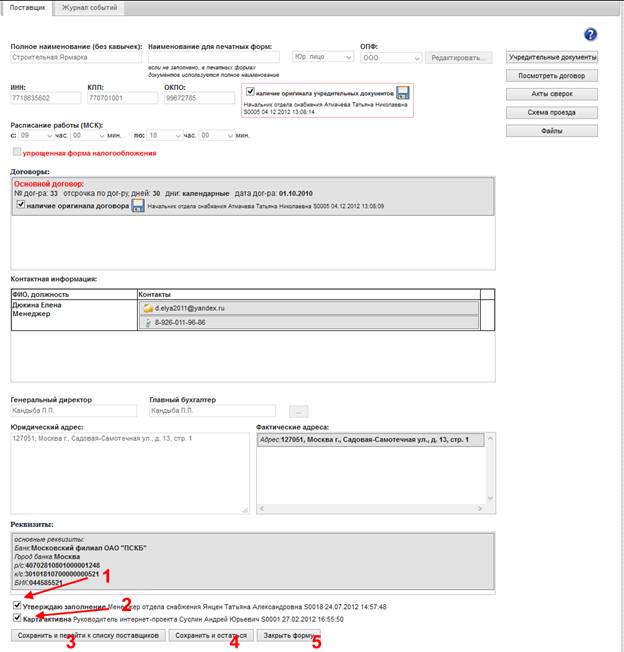 Поставщик Журнал событий
?
Полное наименование (без кавычек): Наименование для печатных форм: ОПФ:
Строительная Ярмарка Юр. лицо ООО Редактировать... Учредительные документы
если не заполнено, в печатных формах
документов используется полное наименование
Посмотреть договор
ИНН: КПП: ОКПО:
7718635602 770701001 99672785
наличие оригинала учредительных документов
Начальник отдела снабжения Атмачева Татьяна Николаевна
S0005 04.12.2012 13:08:14
Акты сверок
Схема проезда
Файлы
Расписание работы (МСК):
с: 09 час. 00 мин. по: 18 час. 00 мин.
упрощенная форма налогообложения
Договоры:
Основной договор:
№ дог-ра: 33 отсрочка по дог-ру, дней: 30 дни: календарные дата дог-ра: 01.10.2010
наличие оригинала договора Начальник отдела снабжения Атмачева Татьяна Николаевна S0005 04.12.2012 13:08:09
Контактная информация:
ФИО, должность Контакты
Дюкина Елена
Менеджер
d.elya2011@yandex.ru
8-926-011-96-86
Генеральный директор Главный бухгалтер
Кандыба П.П. Кандыба П.П. ...
Юридический адрес: Фактические адреса:
127051, Москва г., Садовая-Самотечная ул., д. 13, стр. 1 Адрес:127051, Москва г., Садовая-Самотечная ул., д. 13, стр. 1
Реквизиты:
основные реквизиты:
Банк:Московский филиал ОАО "ПСКБ"
Город банка:Москва
р/с:40702810801000001248
к/с:30101810700000000521
БИК:044585521
1
Утверждаю заполнение Менеджер отдела снабжения Янцен Татьяна Александровна S0018 24.07.2012 14:57:48
2
Карта активна Руководитель интернет-проекта Суслин Андрей Юрьевич S0001 27.02.2012 16:55:50
Сохранить и перейти к списку поставщиков Сохранить и остаться Закрыть форму
3 4 5